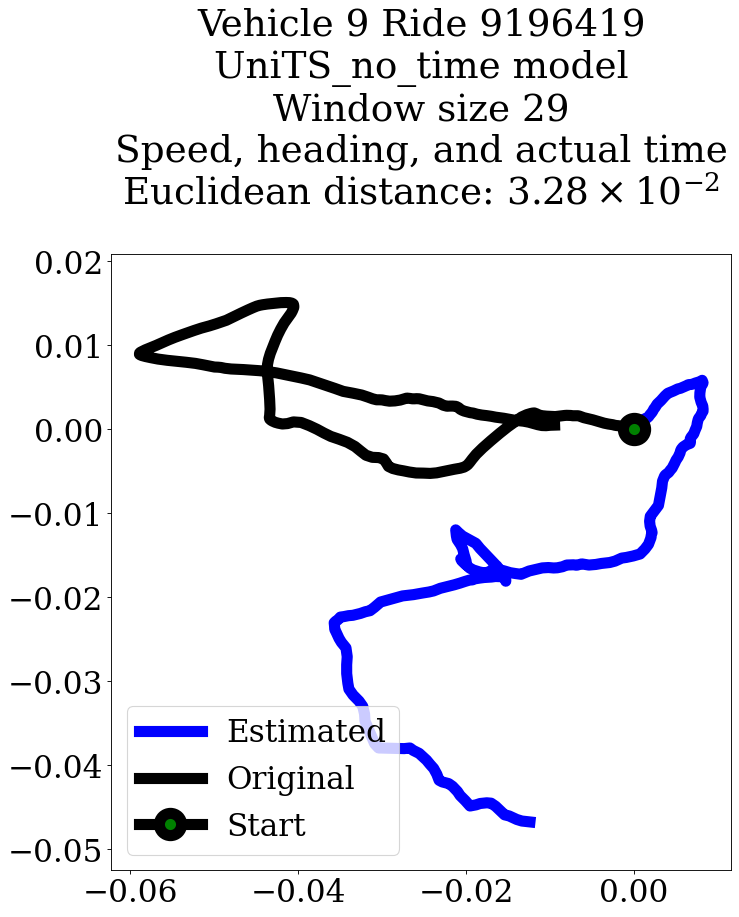 Vehicle 9 Ride 9196419
UniTS_no_time model
Window size 29
Speed, heading, and actual time
Euclidean distance: 3.28 × 10⁻²
0.02
0.01
0.00
−0.01
−0.02
−0.03
−0.04
−0.05
Estimated
Original
Start
−0.06
−0.04
−0.02
0.00